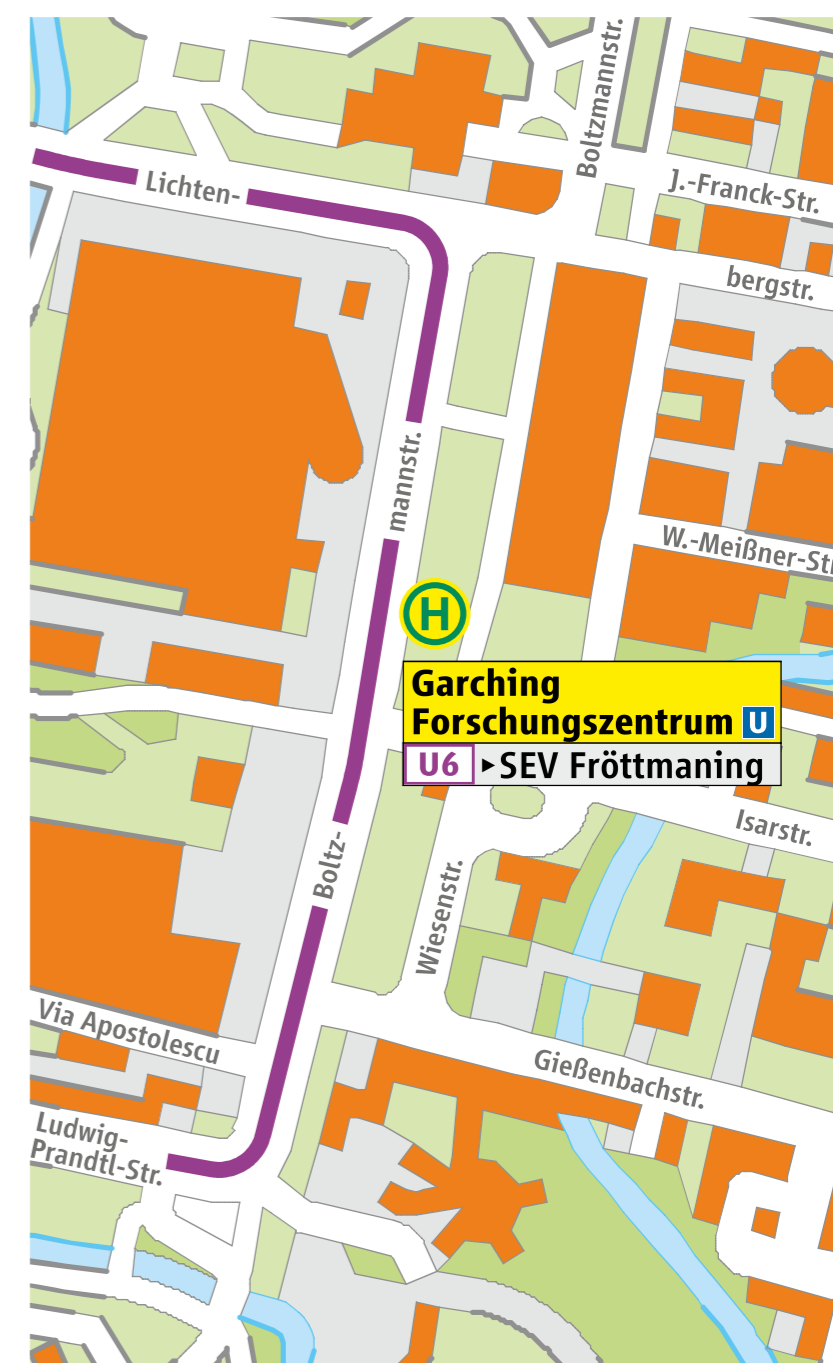 Boltzmannstr.
J.-Franck-Str.
Lichten-
bergstr.
mannstr.
W.-Meißner-Str
H
Garching
Forschungszentrum U
U6 ▸SEV Fröttmaning
Isarstr.
Boltz-
Wiesenstr.
Via Apostolescu
Gießenbachstr.
Ludwig-
Prandtl-Str.